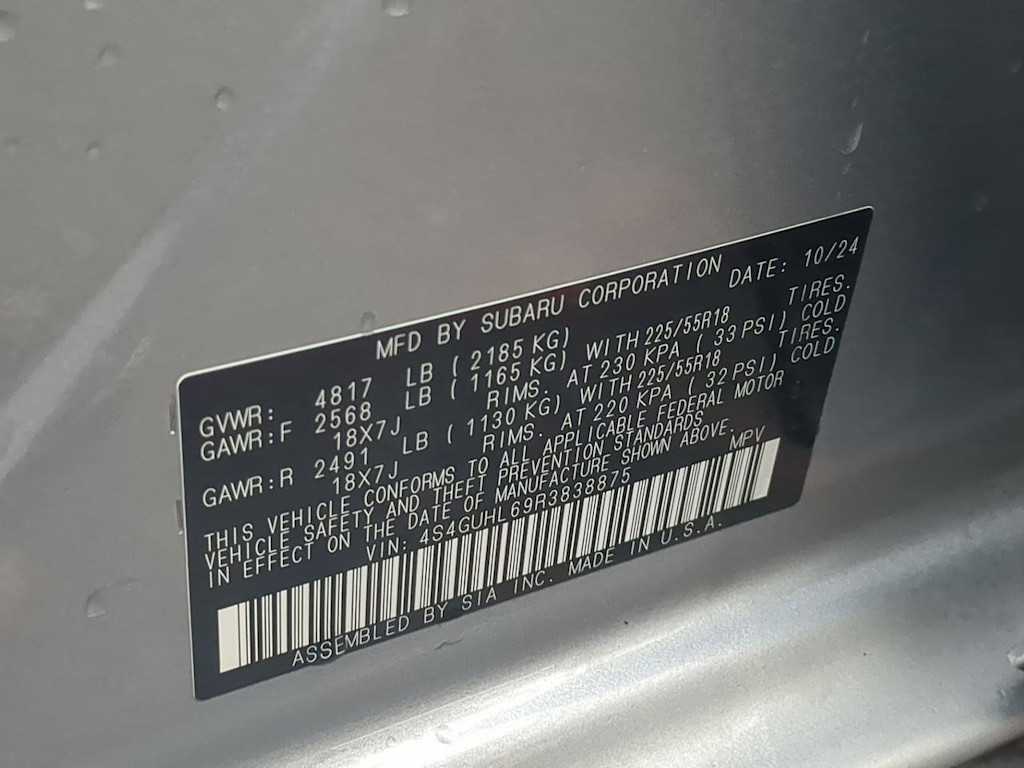 MFD BY SUBARU CORPORATION DATE: 10/24
GVWR: 4817 LB ( 2185 KG)
GAWR:F 2568 LB ( 1165 KG) WITH 225/55R18 TIRES.
18X7J RIMS. AT 230 KPA ( 33 PSI) COLD
GAWR:R 2491 LB ( 1130 KG) WITH 225/55R18 TIRES.
18X7J RIMS. AT 220 KPA ( 32 PSI) COLD
THIS VEHICLE CONFORMS TO ALL APPLICABLE FEDERAL MOTOR
VEHICLE SAFETY AND THEFT PREVENTION STANDARDS
IN EFFECT ON THE DATE OF MANUFACTURE SHOWN ABOVE.
VIN: 4S4GUHL69R3838875 MPV
ASSEMBLED BY SIA INC. MADE IN U.S.A.